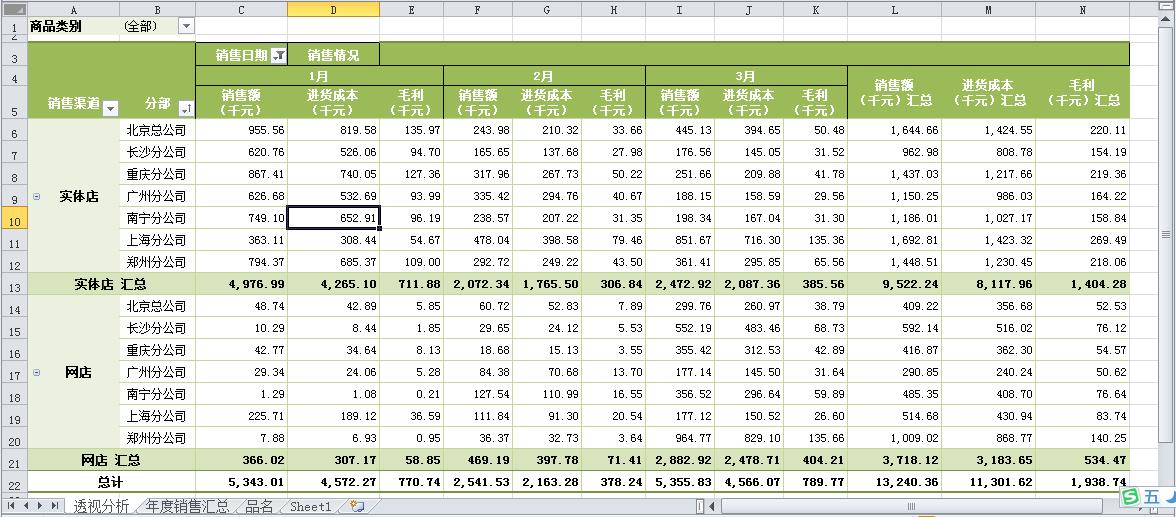 A B C D E F G H I J K L M N
1 商品类别 (全部)
2
3 销售日期 销售情况
4 1月 2月 3月 销售额（千元）汇总 进货成本（千元）汇总 毛利（千元）汇总
5 销售渠道 分部 销售额（千元） 进货成本（千元） 毛利（千元） 销售额（千元） 进货成本（千元） 毛利（千元） 销售额（千元） 进货成本（千元） 毛利（千元）
6 北京总公司 955.56 819.58 135.97 243.98 210.32 33.66 445.13 394.65 50.48 1,644.66 1,424.55 220.11
7 长沙分公司 620.76 526.06 94.70 165.65 137.68 27.98 176.56 145.05 31.52 962.98 808.78 154.19
8 重庆分公司 867.41 740.05 127.36 317.96 267.73 50.22 251.66 209.88 41.78 1,437.03 1,217.66 219.36
9 实体店 广州分公司 626.68 532.69 93.99 335.42 294.76 40.67 188.15 158.59 29.56 1,150.25 986.03 164.22
10 南宁分公司 749.10 652.91 96.19 238.57 207.22 31.35 198.34 167.04 31.30 1,186.01 1,027.17 158.84
11 上海分公司 363.11 308.44 54.67 478.04 398.58 79.46 851.67 716.30 135.36 1,692.81 1,423.32 269.49
12 郑州分公司 794.37 685.37 109.00 292.72 249.22 43.50 361.41 295.85 65.56 1,448.51 1,230.45 218.06
13 实体店 汇总 4,976.99 4,265.10 711.88 2,072.34 1,765.50 306.84 2,472.92 2,087.36 385.56 9,522.24 8,117.96 1,404.28
14 北京总公司 48.74 42.89 5.85 60.72 52.83 7.89 299.76 260.97 38.79 409.22 356.68 52.53
15 长沙分公司 10.29 8.44 1.85 29.65 24.12 5.53 552.19 483.46 68.73 592.14 516.02 76.12
16 重庆分公司 42.77 34.64 8.13 18.68 15.13 3.55 355.42 312.53 42.89 416.87 362.30 54.57
17 网店 广州分公司 29.34 24.06 5.28 84.38 70.68 13.70 177.14 145.50 31.64 290.85 240.24 50.62
18 南宁分公司 1.29 1.08 0.21 127.54 110.99 16.55 356.52 296.64 59.89 485.35 408.70 76.64
19 上海分公司 225.71 189.12 36.59 111.84 91.30 20.54 177.12 150.52 26.60 514.68 430.94 83.74
20 郑州分公司 7.88 6.93 0.95 36.37 32.73 3.64 964.77 829.10 135.66 1,009.02 868.77 140.25
21 网店 汇总 366.02 307.17 58.85 469.19 397.78 71.41 2,882.92 2,478.71 404.21 3,718.12 3,183.65 534.47
22 总计 5,343.01 4,572.27 770.74 2,541.53 2,163.28 378.24 5,355.83 4,566.07 789.77 13,240.36 11,301.62 1,938.74
透视分析 年度销售汇总 品名 Sheet1
S 五